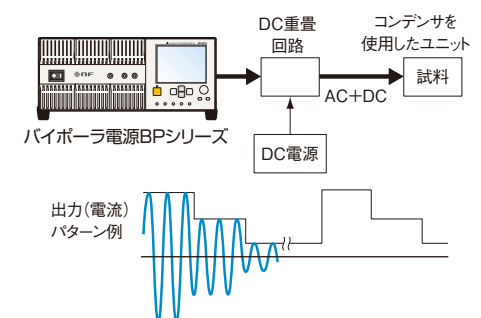 DC重畳
回路
コンデンサを
使用したユニット
試料
AC+DC
NF
バイポーラ電源BPシリーズ
DC電源
出力(電流)
パターン例